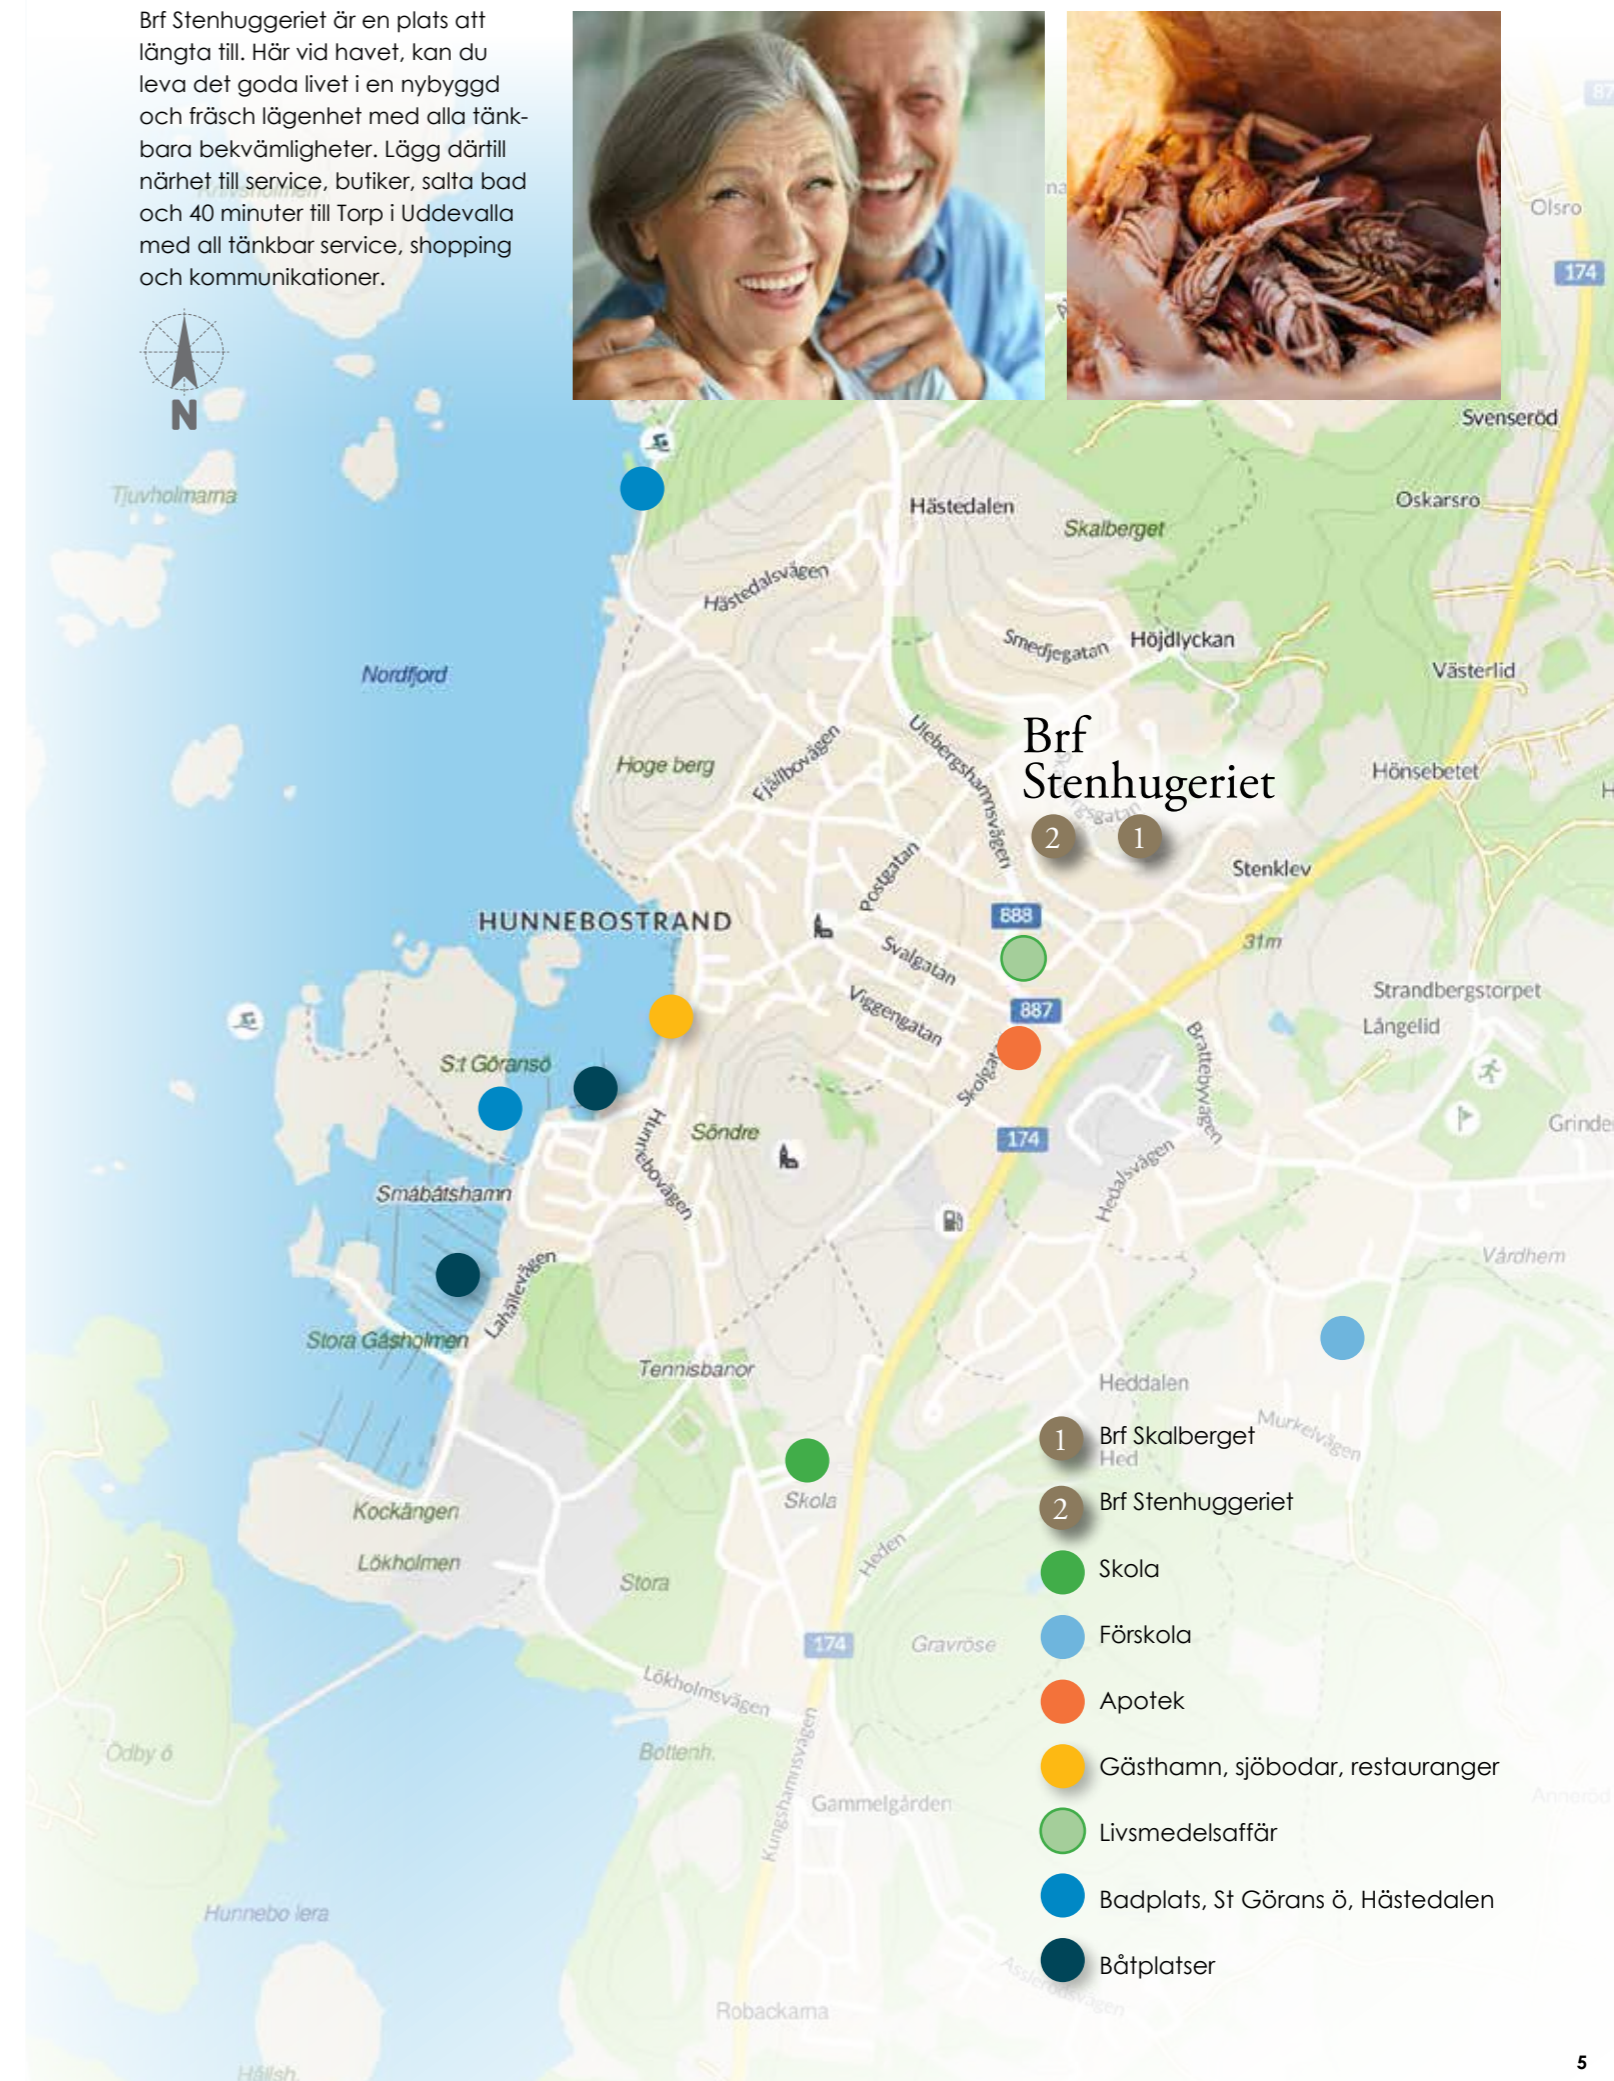 Brf Stenhuggeriet är en plats att
längta till. Här vid havet, kan du
leva det goda livet i en nybyggd
och fräsch lägenhet med alla tänk-
bara bekvämligheter. Lägg därtill
närhet till service, butiker, salta bad
och 40 minuter till Torp i Uddevalla
med all tänkbar service, shopping
och kommunikationer.
N
87
Olsro
174
Svenseröd
Tjuvholmarna
Hästedalen
Skalberget
Oskarsro
Hästedalsvägen
Smedjegatan
Höjdlyckan
Västerlid
Nordfjord
Hoge berg
Fjällbovägen
Ulebergshamnsvägen
Brf
Stenhugeriet
Hönsebetet
2
1
Postgatan
Stenklev
HUNNEBOSTRAND
888
Svalgatan
31m
Viggengatan
887
Strandbergstorpet
Långelid
S:t Göransö
Brattebyvägen
Söndre
174
Hedalsvägen
Småbåtshamn
Lahällevägen
Vårdhem
Stora Gåsholmen
Tennisbanor
Heddalen
Murkelvägen
Hed
Skola
Kockängen
Lökholmen
Stora
Heden
174
Gravröse
Lökholmsvägen
Ödby ö
Bottenh.
Kungshamnsvägen
Gammelgården
Hunnebo lera
Robackarna
1 Brf Skalberget
2 Brf Stenhuggeriet
Skola
Förskola
Apotek
Gästhamn, sjöbodar, restauranger
Livsmedelsaffär
Badplats, St Görans ö, Hästedalen
Båtplatser
5